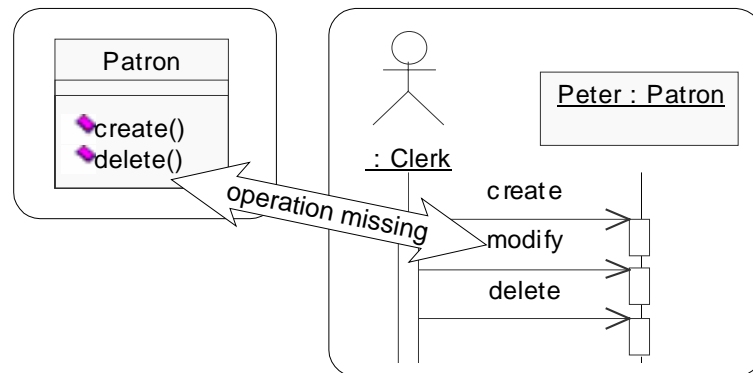 Patron
create()
delete()
operation missing
: Clerk
Peter : Patron
create
modify
delete